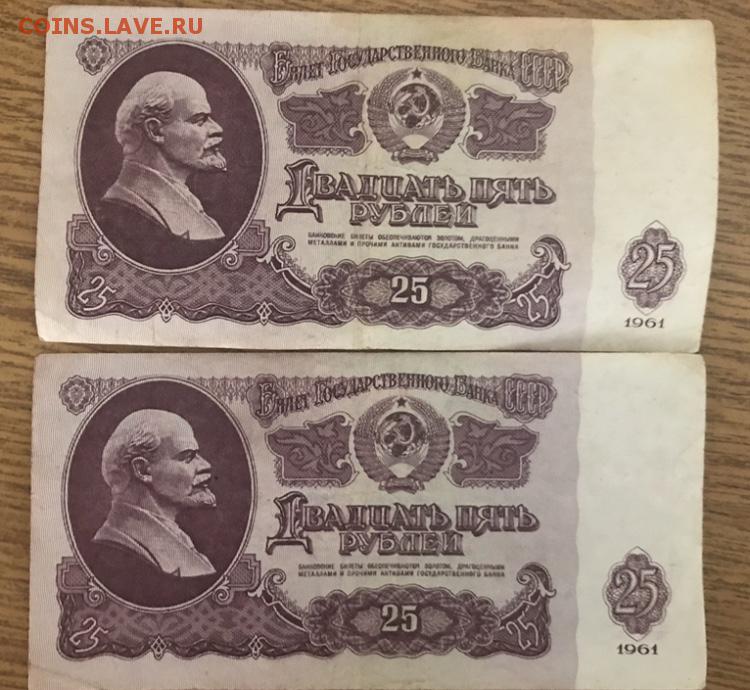 COINS.LAVE.RU
Билет Государственного Банка СССР
Двадцать пять
рублей
БАНКОВСКИЕ БИЛЕТЫ ОБЕСПЕЧИВАЮТСЯ ЗОЛОТОМ, ДРАГОЦЕННЫМИ
МЕТАЛЛАМИ И ПРОЧИМИ АКТИВАМИ ГОСУДАРСТВЕННОГО БАНКА
25
25 25 25
1961
Билет Государственного Банка СССР
Двадцать пять
рублей
БАНКОВСКИЕ БИЛЕТЫ ОБЕСПЕЧИВАЮТСЯ ЗОЛОТОМ, ДРАГОЦЕННЫМИ
МЕТАЛЛАМИ И ПРОЧИМИ АКТИВАМИ ГОСУДАРСТВЕННОГО БАНКА
25
25 25 25
1961